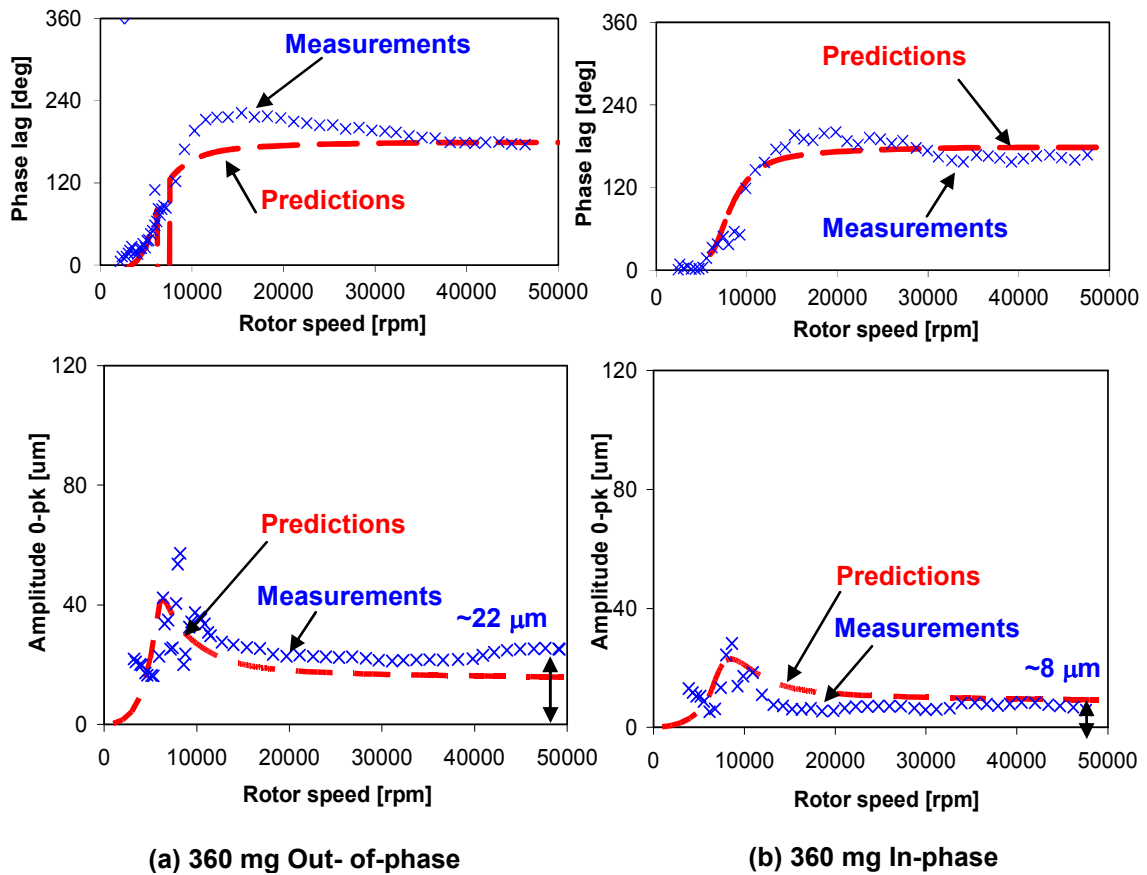 360
240
120
0
Phase lag [deg]
Measurements
Predictions
0
10000
20000
30000
40000
50000
Rotor speed [rpm]
360
240
120
0
Phase lag [deg]
Predictions
Measurements
0
10000
20000
30000
40000
50000
Rotor speed [rpm]
120
80
40
0
Amplitude 0-pk [um]
Predictions
Measurements
~22 μm
0
10000
20000
30000
40000
50000
Rotor speed [rpm]
120
80
40
0
Amplitude 0-pk [um]
Predictions
Measurements
~8 μm
0
10000
20000
30000
40000
50000
Rotor speed [rpm]
(a) 360 mg Out- of-phase
(b) 360 mg In-phase